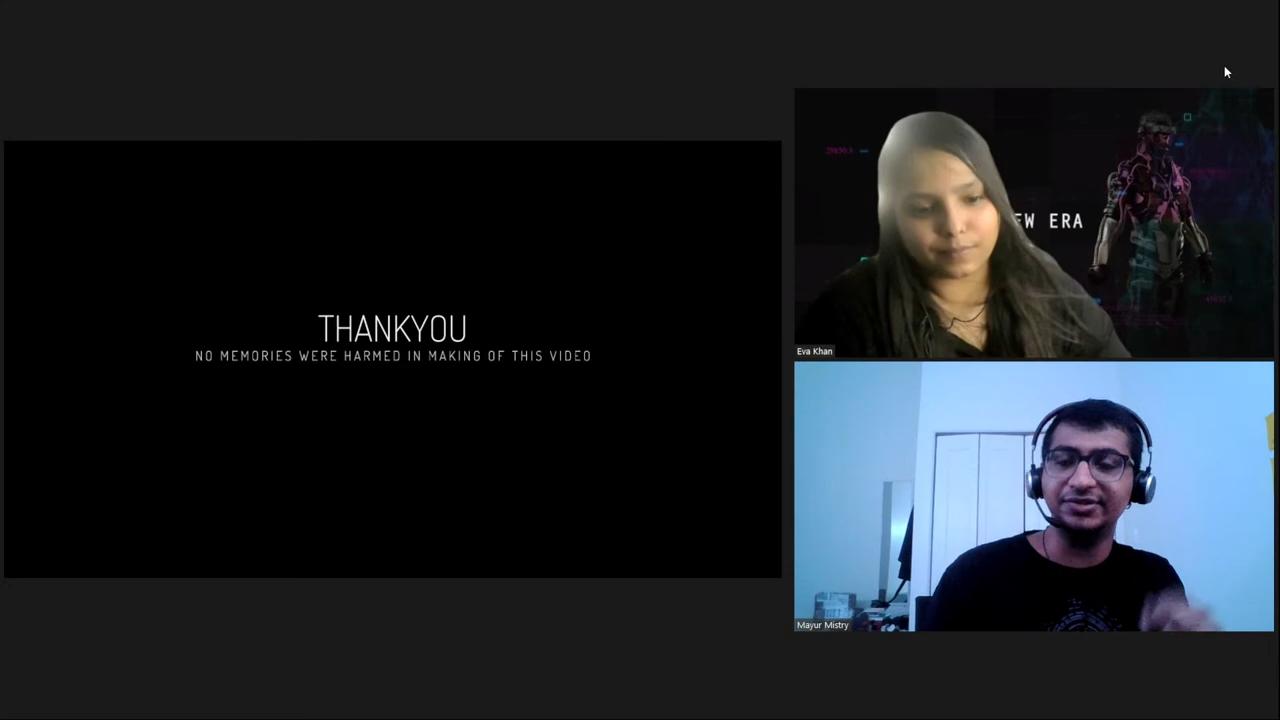 THANKYOU
NO MEMORIES WERE HARMED IN MAKING OF THIS VIDEO
EW ERA
Eva Khan
Mayur Mistry